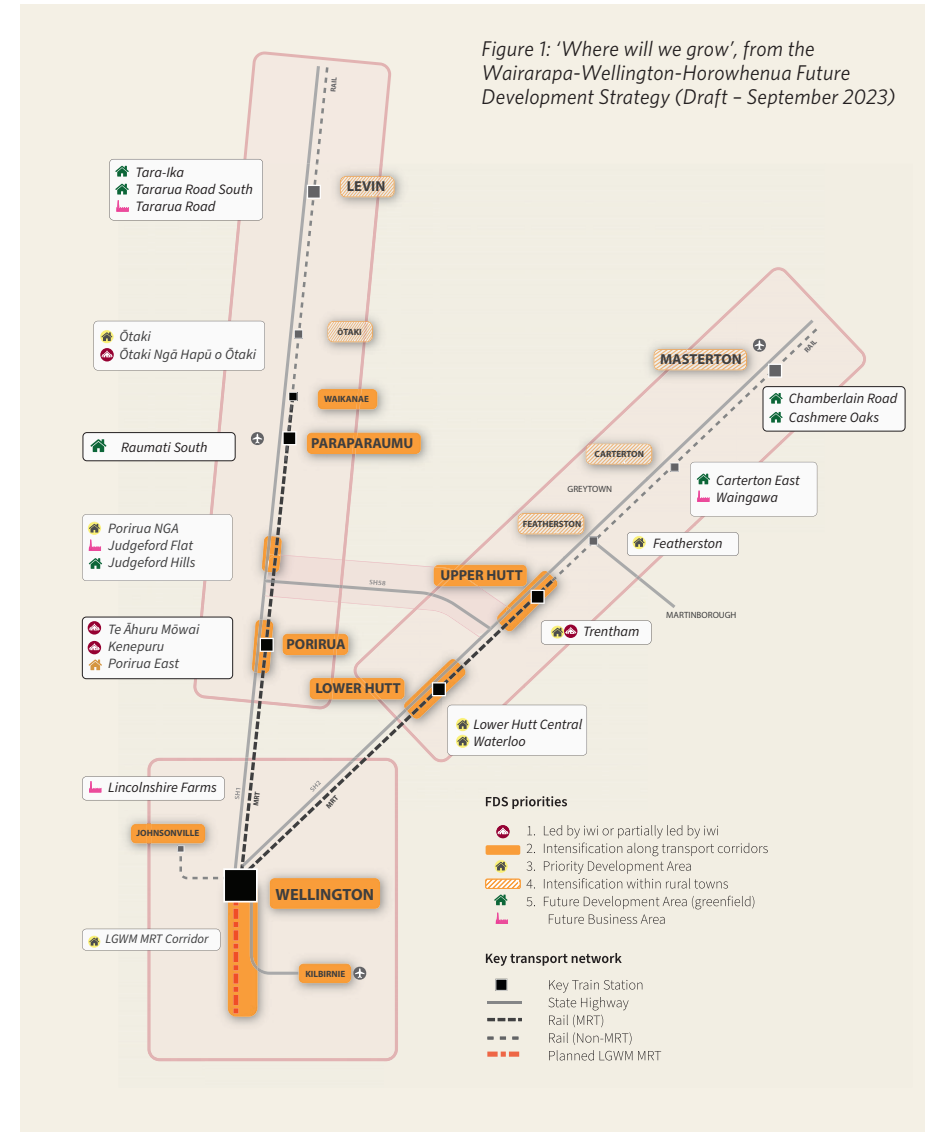 Figure 1: ‘Where will we grow’, from the
Wairarapa-Wellington-Horowhenua Future
Development Strategy (Draft – September 2023)
RAIL
Tara-Ika
Tararua Road South
Tararua Road
LEVIN
Ōtaki
Ōtaki Ngā Hapū o Ōtaki
ŌTAKI
MASTERTON
RAIL
WAIKANAE
Chamberlain Road
Cashmere Oaks
Raumati South
PARAPARAUMU
CARTERTON
GREYTOWN
Carterton East
Waingawa
FEATHERSTON
Porirua NGA
Judgeford Flat
Judgeford Hills
Featherston
SH58
UPPER HUTT
MARTINBOROUGH
Te Āhuru Mōwai
Kenepuru
Porirua East
PORIRUA
Trentham
LOWER HUTT
Lower Hutt Central
Waterloo
Lincolnshire Farms
SH1
MRT
SH2
MRT
JOHNSONVILLE
WELLINGTON
LGWM MRT Corridor
KILBIRNIE
FDS priorities
1. Led by iwi or partially led by iwi
2. Intensification along transport corridors
3. Priority Development Area
4. Intensification within rural towns
5. Future Development Area (greenfield)
Future Business Area
Key transport network
Key Train Station
State Highway
Rail (MRT)
Rail (Non-MRT)
Planned LGWM MRT